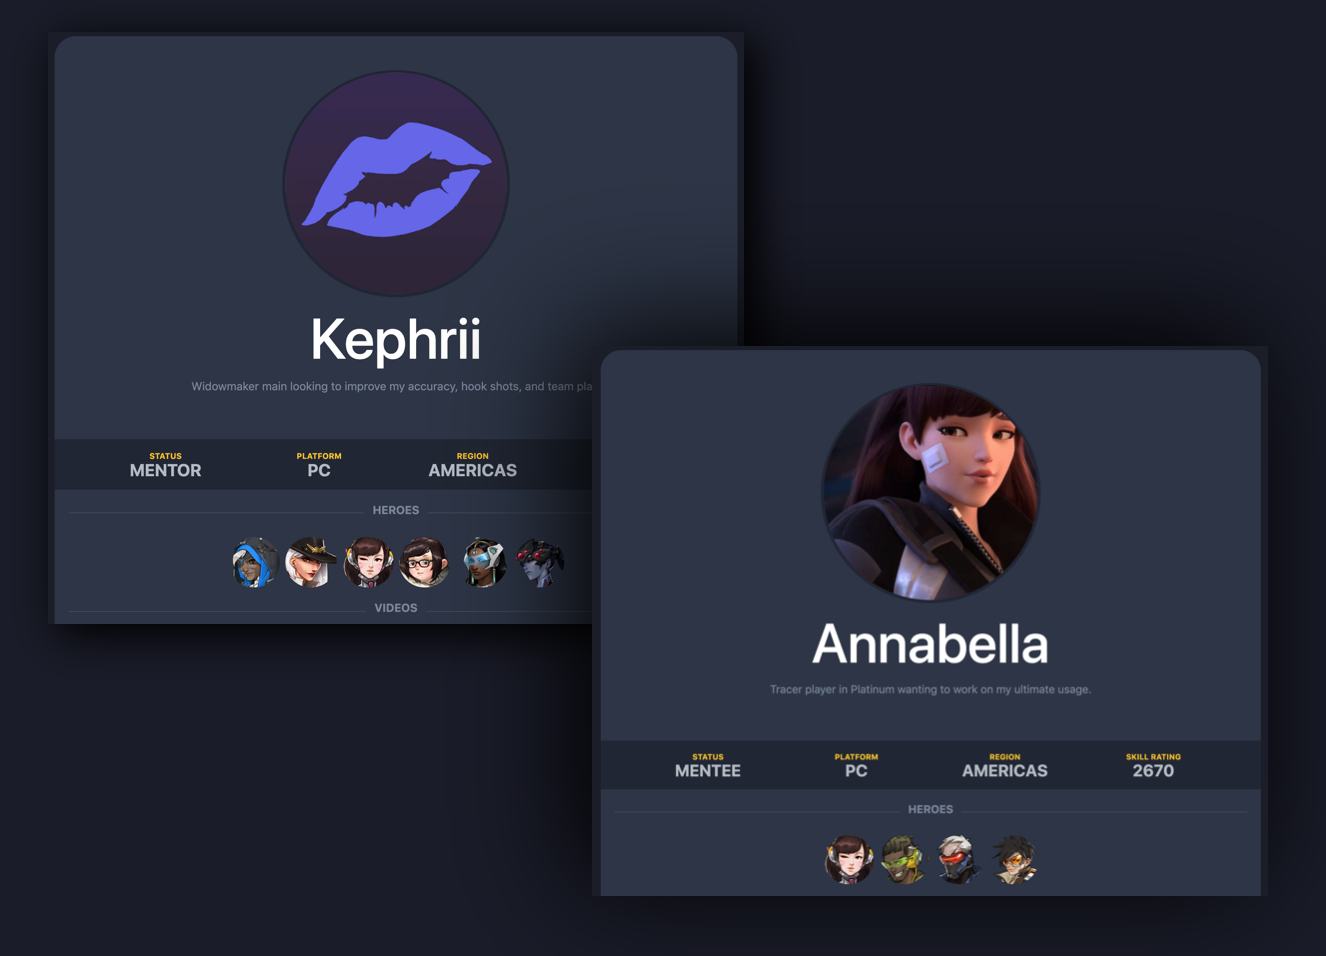 Kephrii
Widowmaker main looking to improve my accuracy, hook shots, and team
STATUS PLATFORM REGION
MENTOR PC AMERICAS
HEROES
VIDEOS
Annabella
Tracer player in Platinum wanting to work on my ultimate usage.
STATUS PLATFORM REGION SKILL RATING
MENTEE PC AMERICAS 2670
HEROES